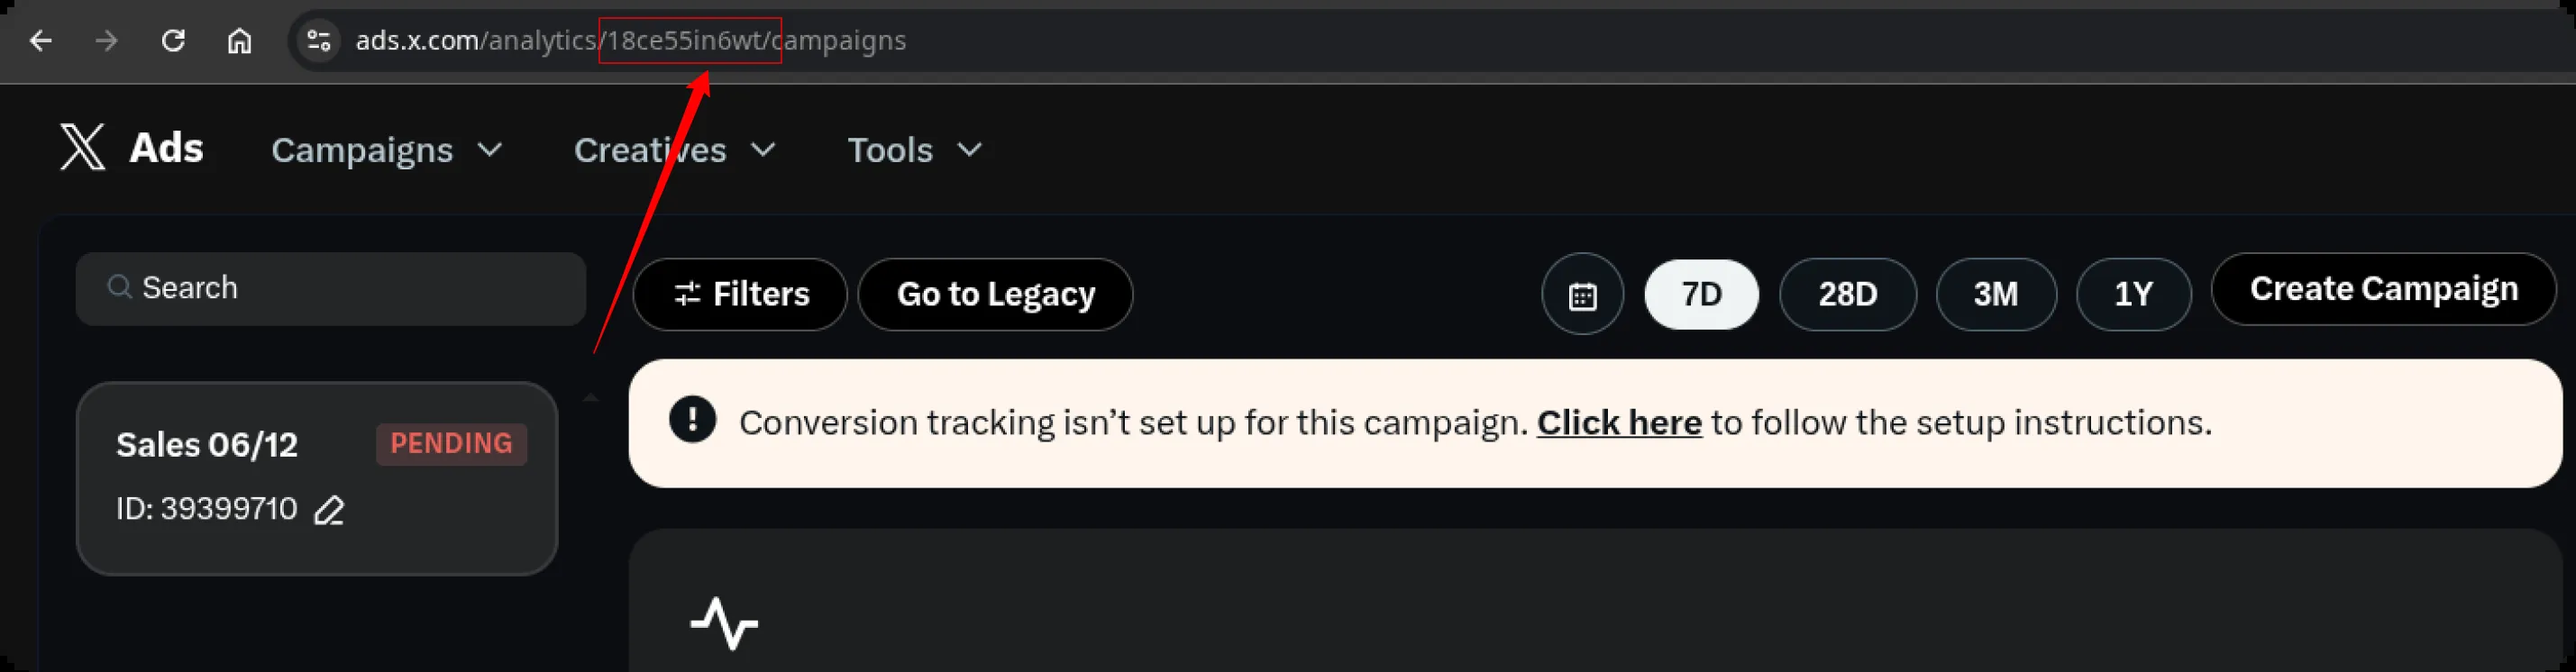 ads.x.com/analytics/18ce55in6wt/campaigns
X Ads Campaigns Creatives Tools
Search
Filters Go to Legacy 7D 28D 3M 1Y Create Campaign
Sales 06/12 PENDING
ID: 39399710
! Conversion tracking isn’t set up for this campaign. Click here to follow the setup instructions.